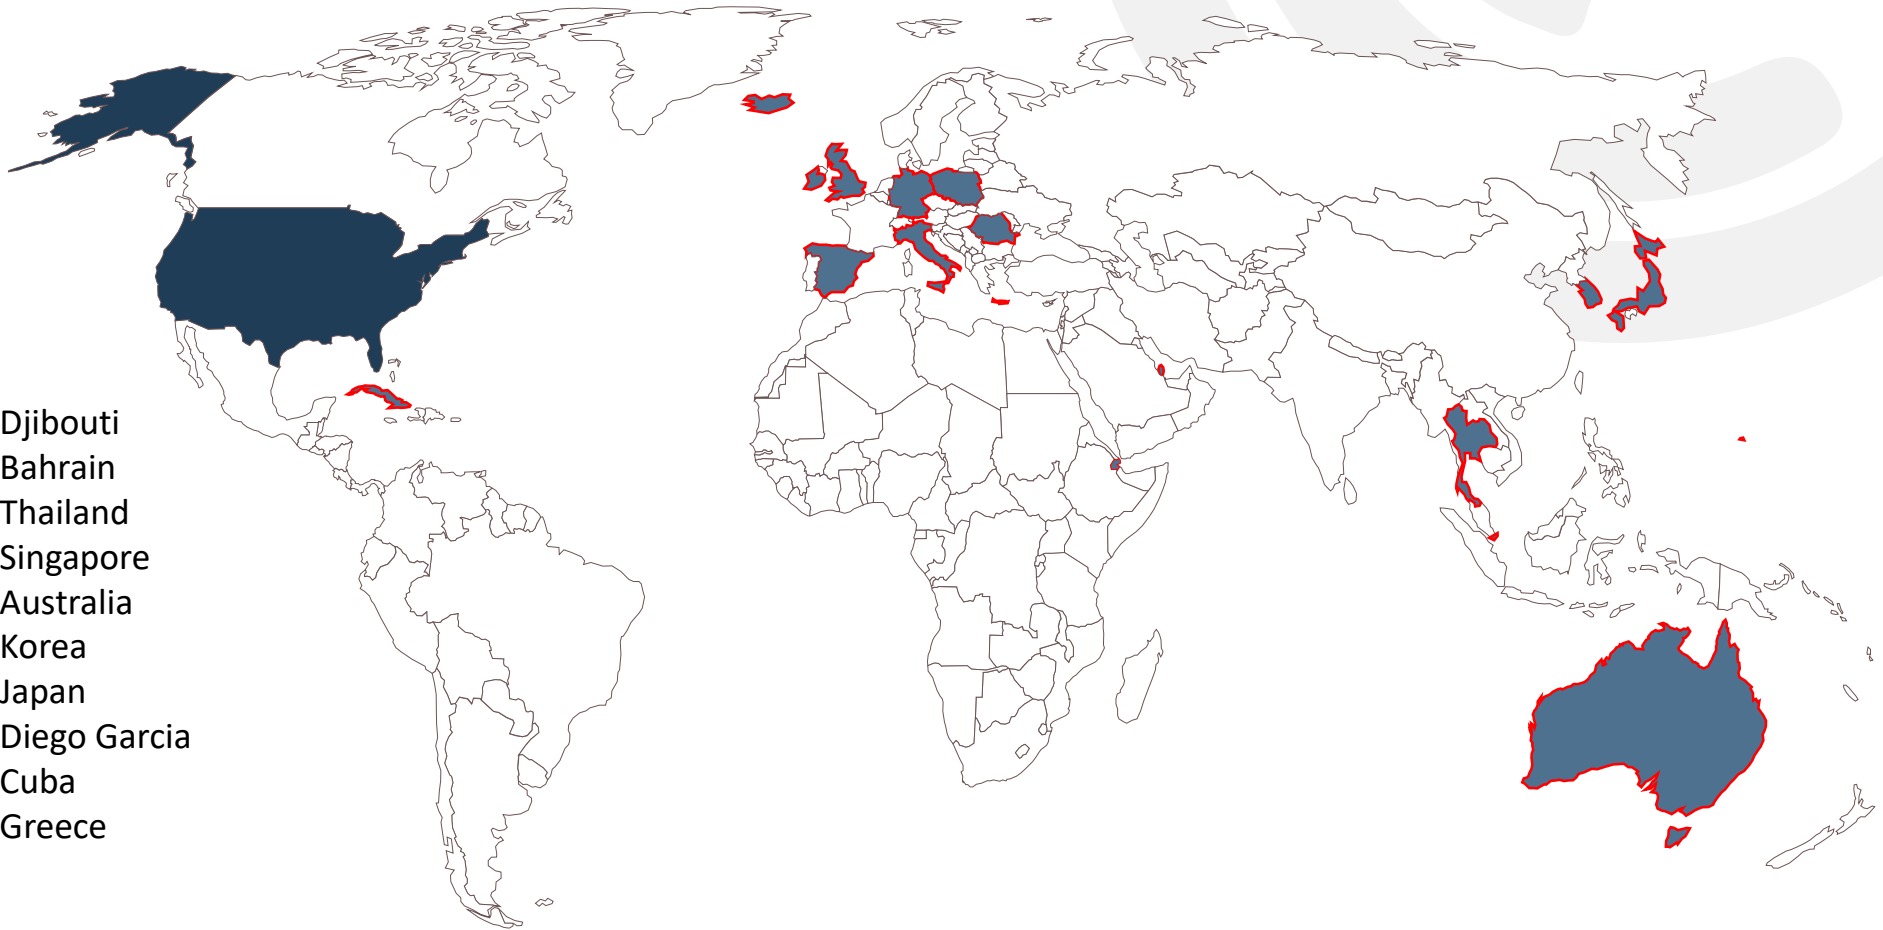 Djibouti
Bahrain
Thailand
Singapore
Australia
Korea
Japan
Diego Garcia
Cuba
Greece